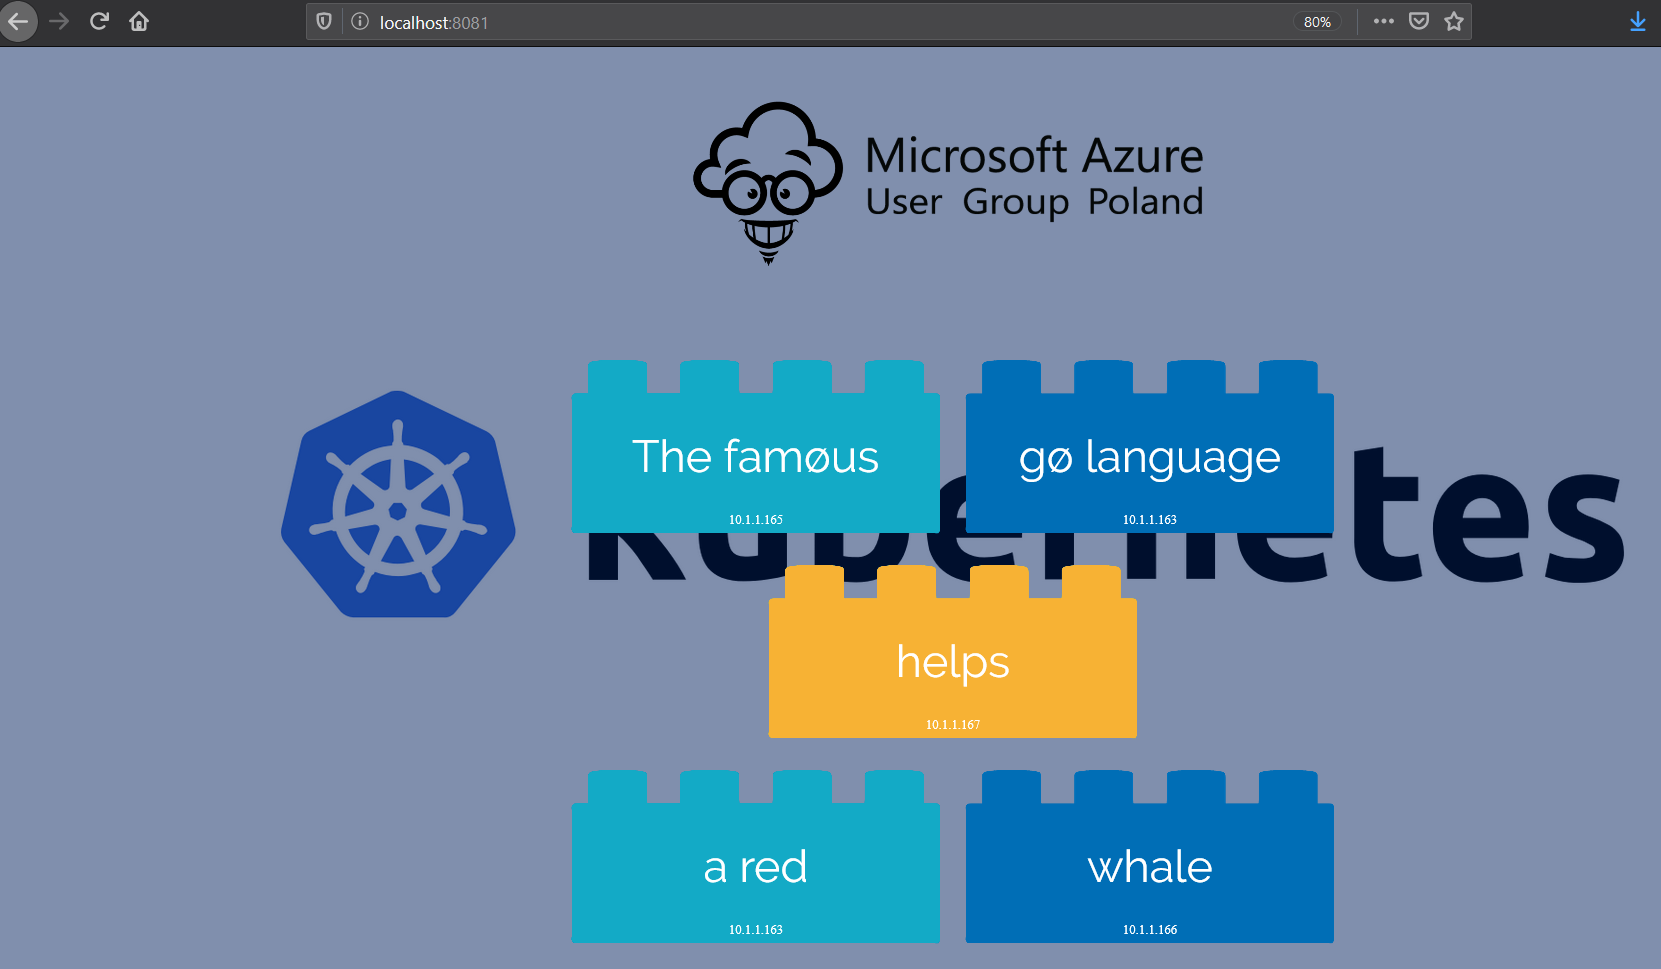 localhost:8081
80%
Microsoft Azure
User Group Poland
The famøus
10.1.1.165
gø language
10.1.1.163
kubernetes
helps
10.1.1.167
a red
10.1.1.163
whale
10.1.1.166